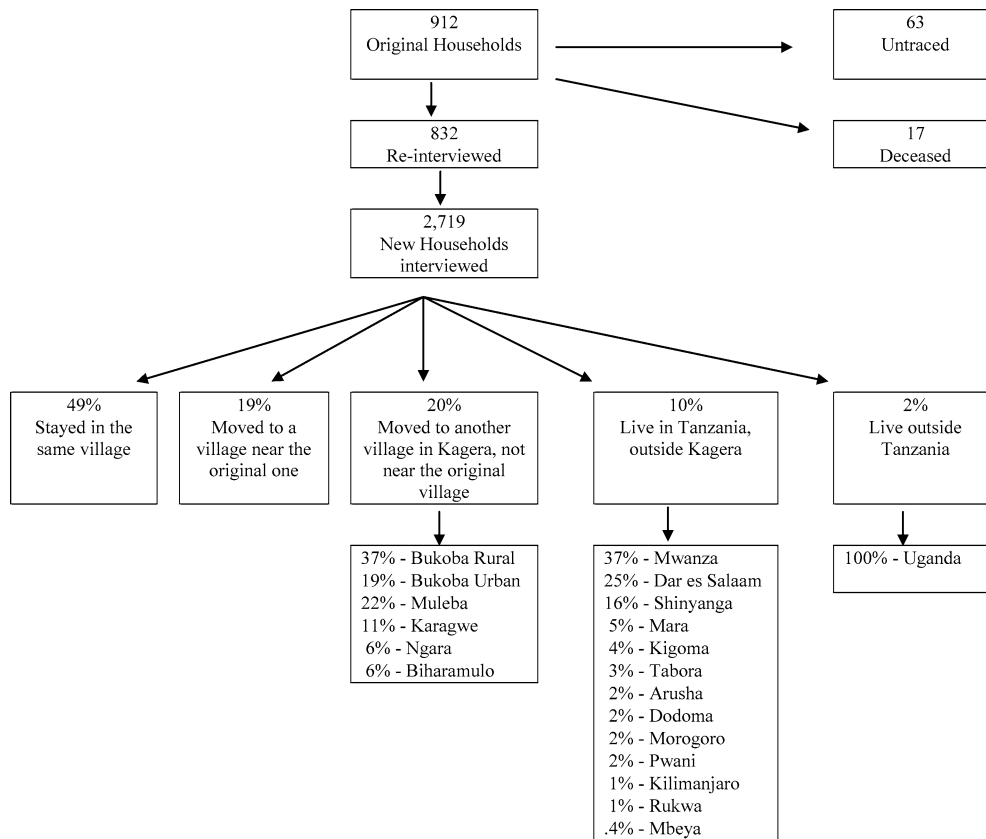 912
Original Households
63
Untraced
832
Re-interviewed
17
Deceased
2,719
New Households
interviewed
49%
Stayed in the
same village
19%
Moved to a
village near the
original one
20%
Moved to another
village in Kagera, not
near the original
village
10%
Live in Tanzania,
outside Kagera
2%
Live outside
Tanzania
37% - Bukoba Rural
19% - Bukoba Urban
22% - Muleba
11% - Karagwe
6% - Ngara
6% - Biharamulo
37% - Mwanza
25% - Dar es Salaam
16% - Shinyanga
5% - Mara
4% - Kigoma
3% - Tabora
2% - Arusha
2% - Dodoma
2% - Morogoro
2% - Pwani
1% - Kilimanjaro
1% - Rukwa
.4% - Mbeya
100% - Uganda